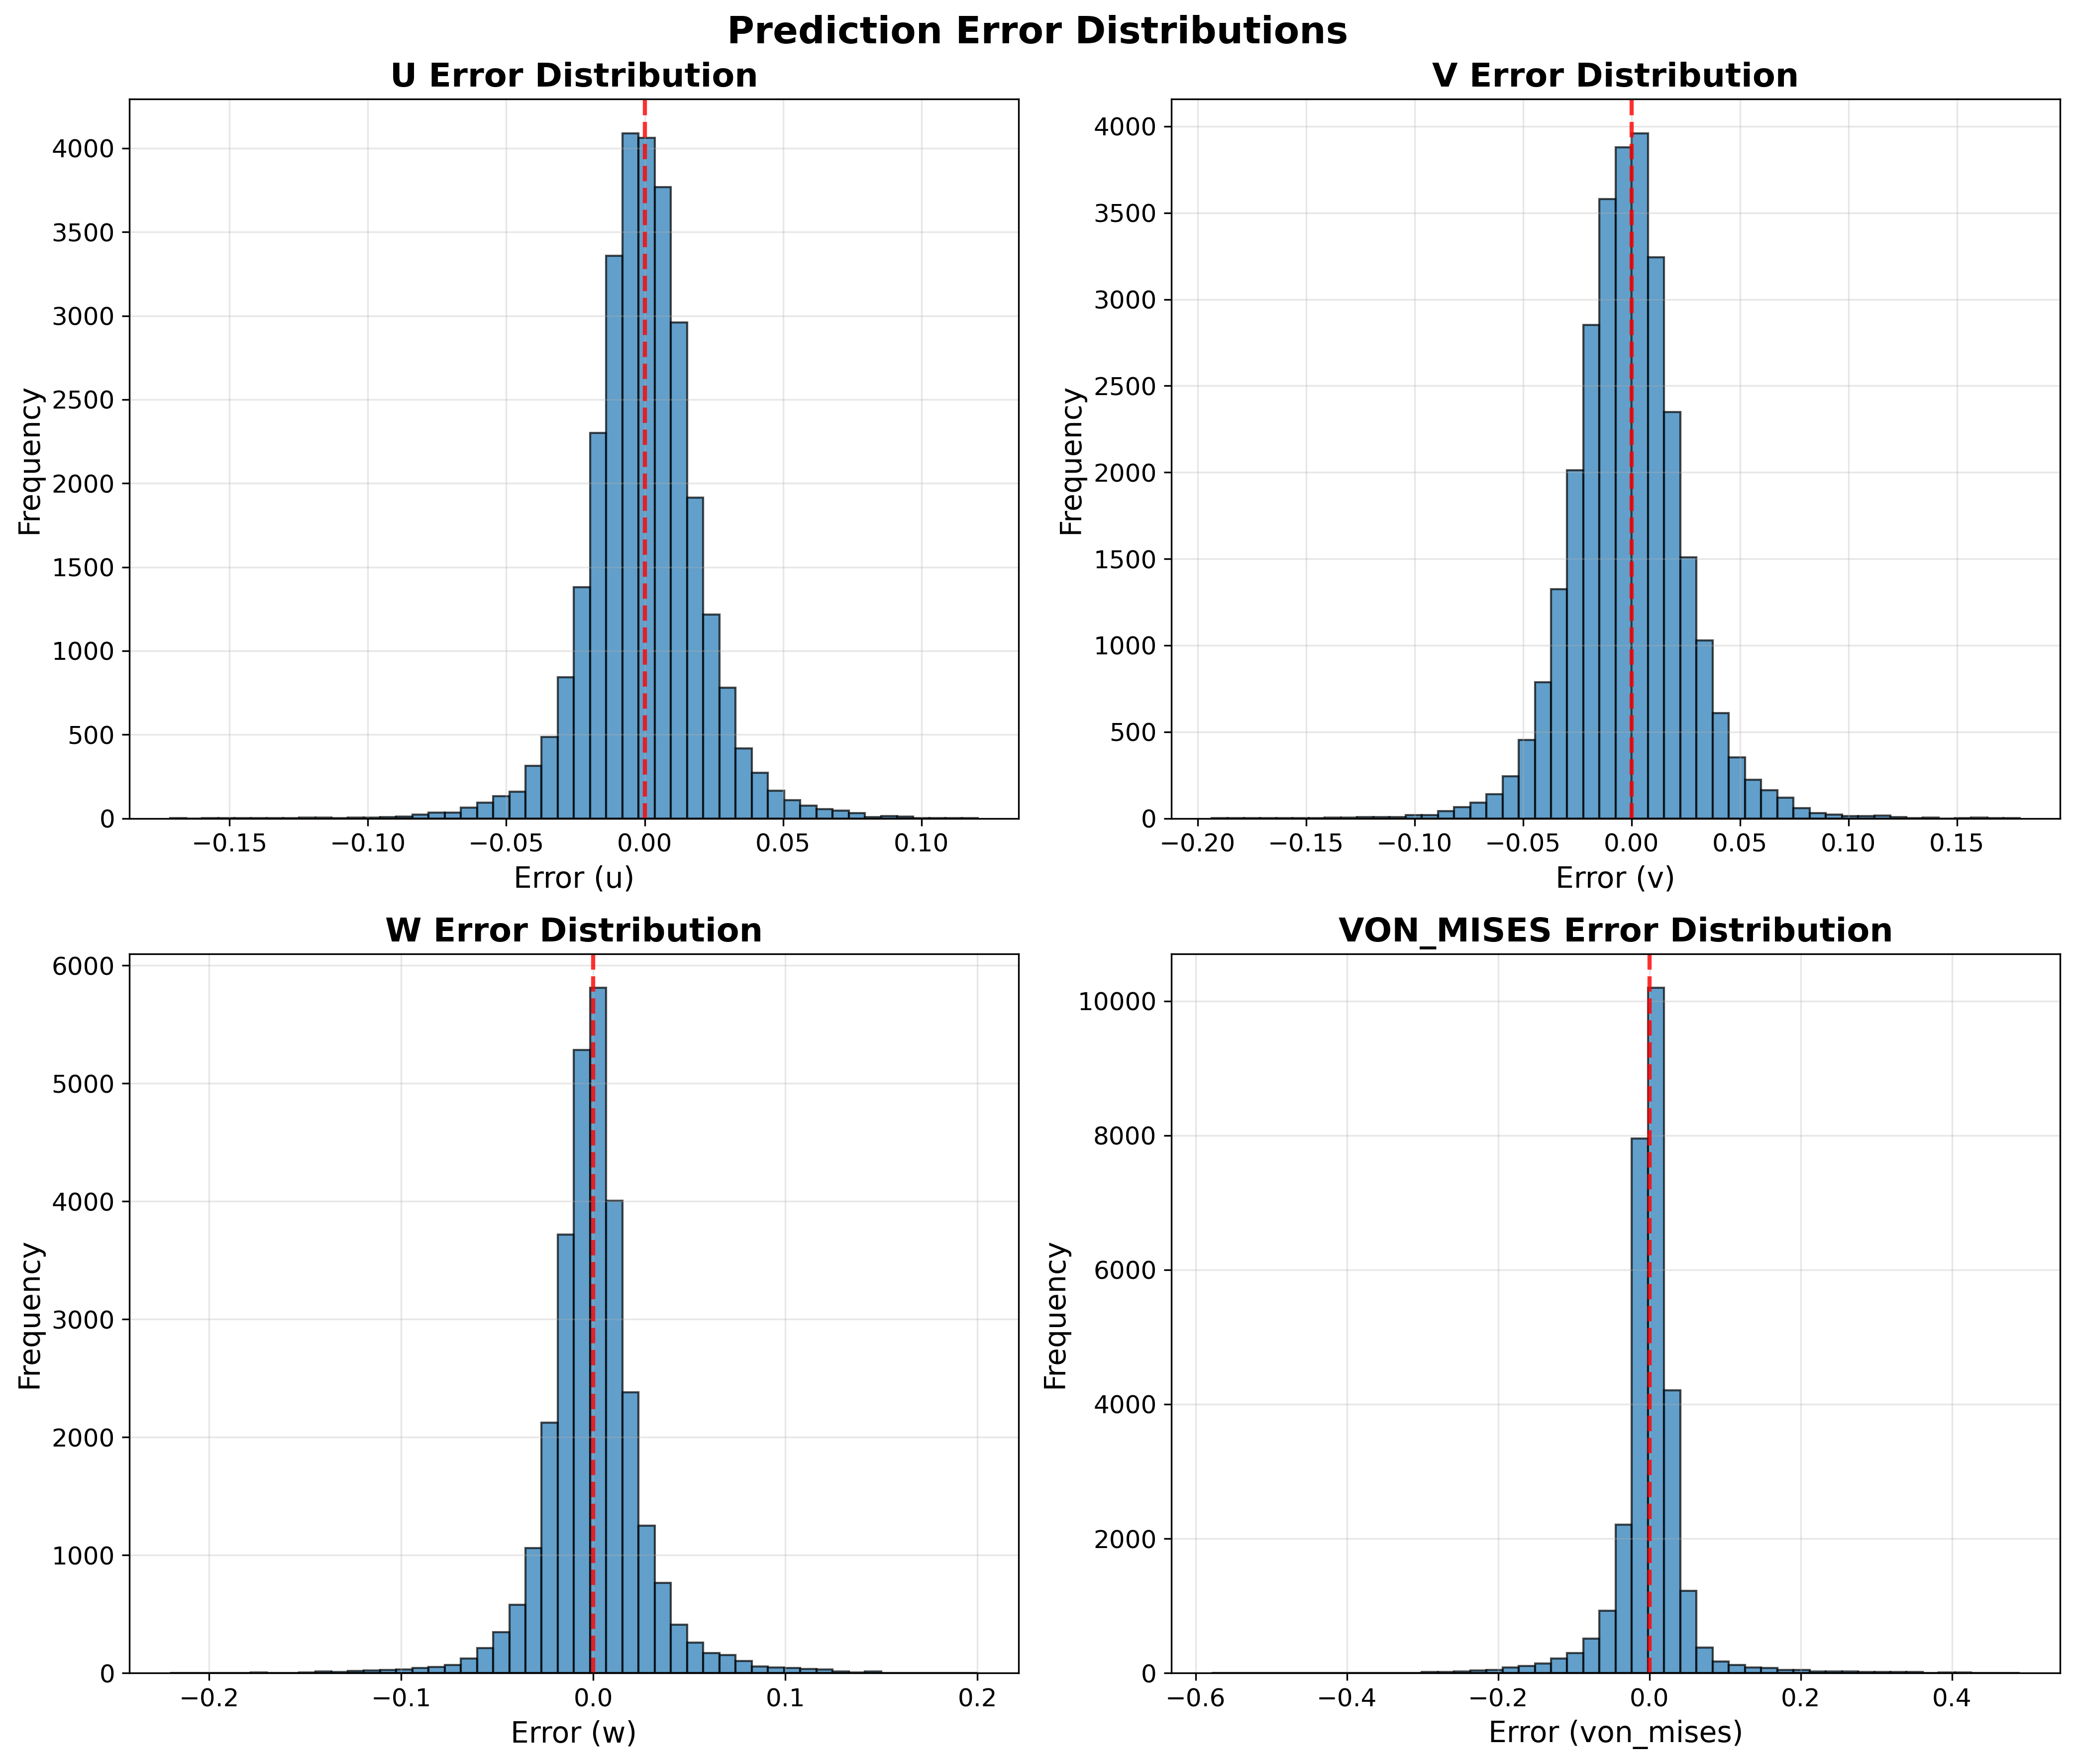 Prediction Error Distributions
U Error Distribution
Frequency
4000
3500
3000
2500
2000
1500
1000
500
0
−0.15 −0.10 −0.05 0.00 0.05 0.10
Error (u)
V Error Distribution
Frequency
4000
3500
3000
2500
2000
1500
1000
500
0
−0.20 −0.15 −0.10 −0.05 0.00 0.05 0.10 0.15
Error (v)
W Error Distribution
Frequency
6000
5000
4000
3000
2000
1000
0
−0.2 −0.1 0.0 0.1 0.2
Error (w)
VON_MISES Error Distribution
Frequency
10000
8000
6000
4000
2000
0
−0.6 −0.4 −0.2 0.0 0.2 0.4
Error (von_mises)